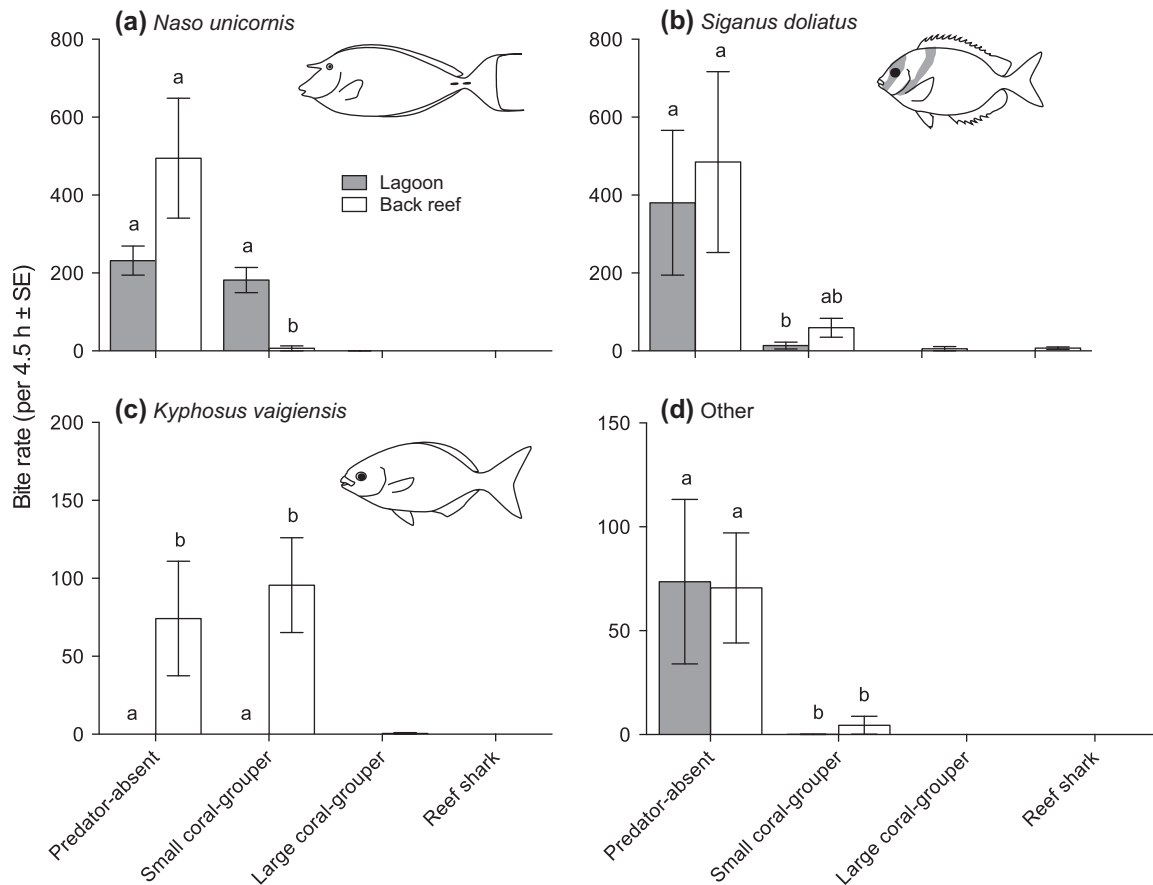 (a) Naso unicornis
800
600
400
200
0
a
a
a
b
Lagoon
Back reef
(b) Siganus doliatus
800
600
400
200
0
a
a
b
ab
Bite rate (per 4.5 h ± SE)
(c) Kyphosus vaigiensis
200
150
100
50
0
a
b
a
b
Predator-absent
Small coral-grouper
Large coral-grouper
Reef shark
(d) Other
150
100
50
0
a
a
b
b
Predator-absent
Small coral-grouper
Large coral-grouper
Reef shark